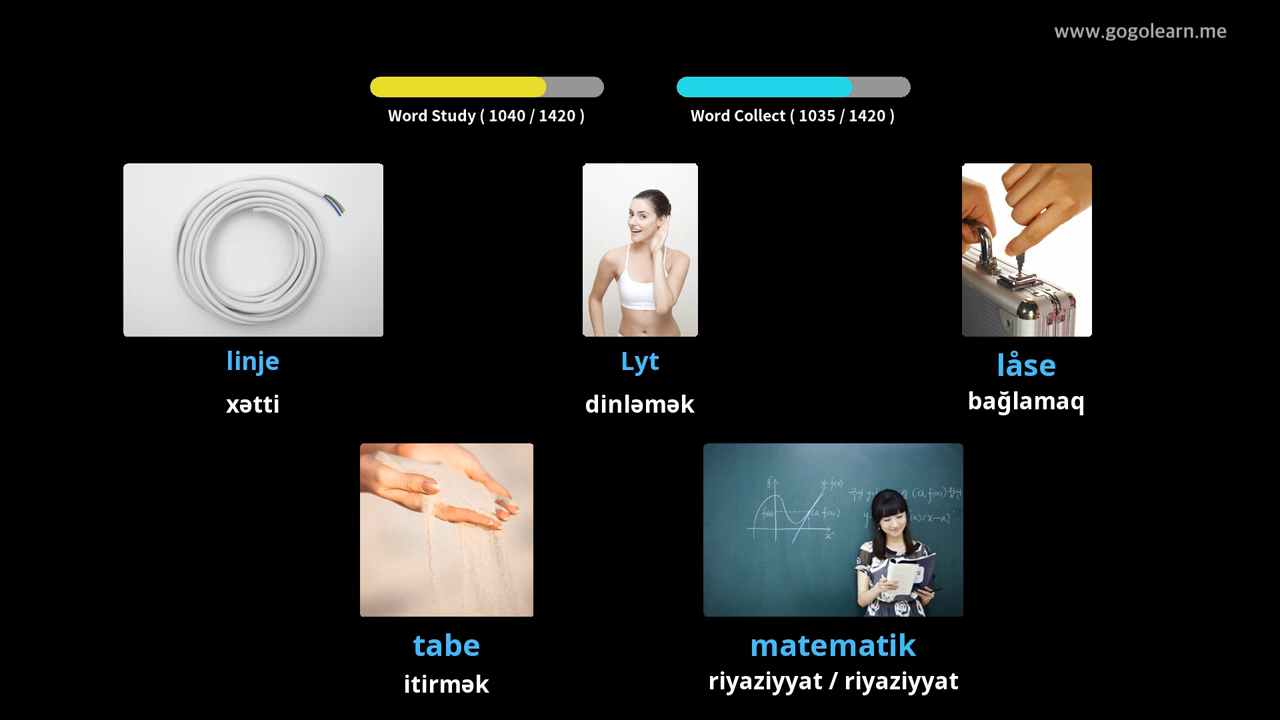 www.gogolearn.me
Word Study ( 1040 / 1420 )
Word Collect ( 1035 / 1420 )
linje
Lyt
låse
xətti
dinləmək
bağlamaq
tabe
matematik
itirmək
riyaziyyat / riyaziyyat